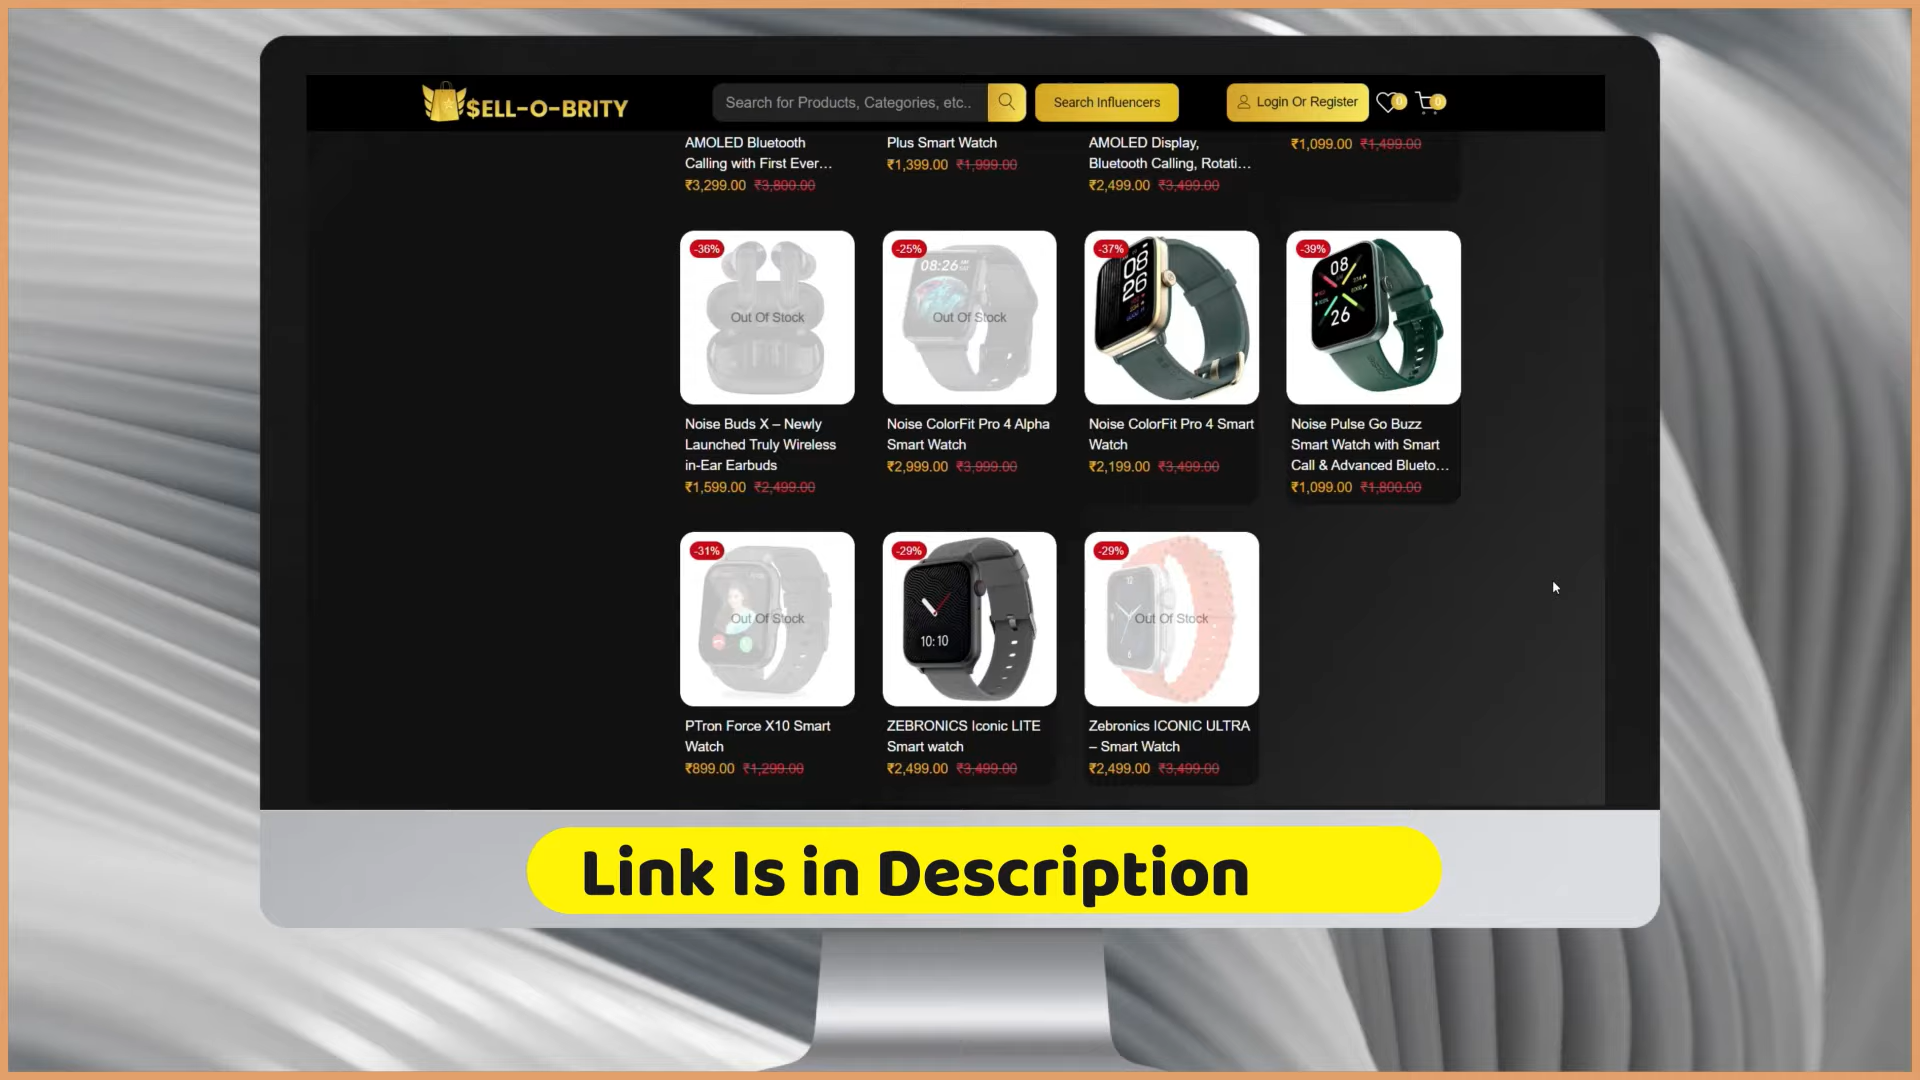 $ELL-O-BRITY
Search for Products, Categories, etc..
Search Influencers
Login Or Register
0
0
AMOLED Bluetooth
Calling with First Ever...
₹3,299.00 ₹3,800.00
Plus Smart Watch
₹1,399.00 ₹1,999.00
AMOLED Display,
Bluetooth Calling, Rotati...
₹2,499.00 ₹3,499.00
₹1,099.00 ₹1,499.00
-36%
Out Of Stock
Noise Buds X – Newly
Launched Truly Wireless
in-Ear Earbuds
₹1,599.00 ₹2,499.00
-25%
08:26
Out Of Stock
Noise ColorFit Pro 4 Alpha
Smart Watch
₹2,999.00 ₹3,999.00
-37%
08
26
Noise ColorFit Pro 4 Smart
Watch
₹2,199.00 ₹3,499.00
-39%
08
26
Noise Pulse Go Buzz
Smart Watch with Smart
Call & Advanced Blueto...
₹1,099.00 ₹1,800.00
-31%
Out Of Stock
PTron Force X10 Smart
Watch
₹899.00 ₹1,299.00
-29%
10:10
ZEBRONICS Iconic LITE
Smart watch
₹2,499.00 ₹3,499.00
-29%
12
Out Of Stock
6
Zebronics ICONIC ULTRA
– Smart Watch
₹2,499.00 ₹3,499.00
Link Is in Description